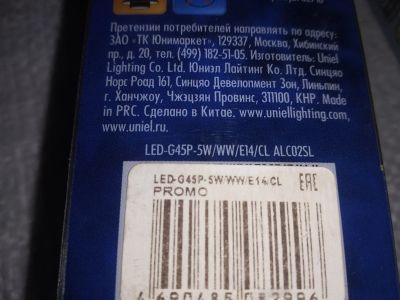 Претензии потребителей направлять по адресу:
ЗАО «ТК Юнимаркет», 129337, Москва, Хибинский
пр., д. 20, тел. (499) 182-51-05. Изготовитель: Uniel
Lighting Co. Ltd. Юниэл Лайтинг Ко. Лтд. Синцяо
Норс Роад 161, Синцяо Девелопмент Зон, Линьпин,
г. Ханчжоу, Чжэцзян Провинс, 311100, КНР. Made
in PRC. Сделано в Китае. www.uniellighting.com
www.uniel.ru.
LED-G45P-5W/WW/E14/CL ALC02SL
LED-G45P-5W/WW/E14/CL
EAC
PROMO